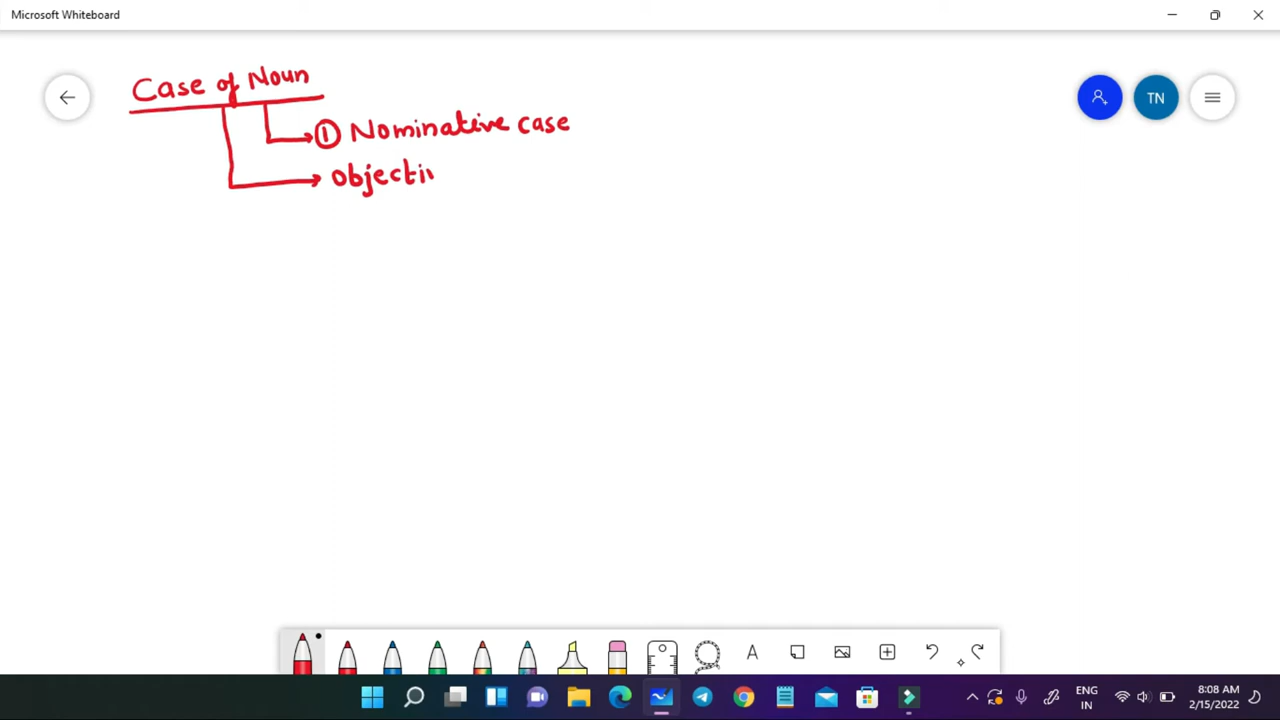 Microsoft Whiteboard
Case of Noun
TN
① Nominative case
objecti
A
ENG
IN
8:08 AM
2/15/2022